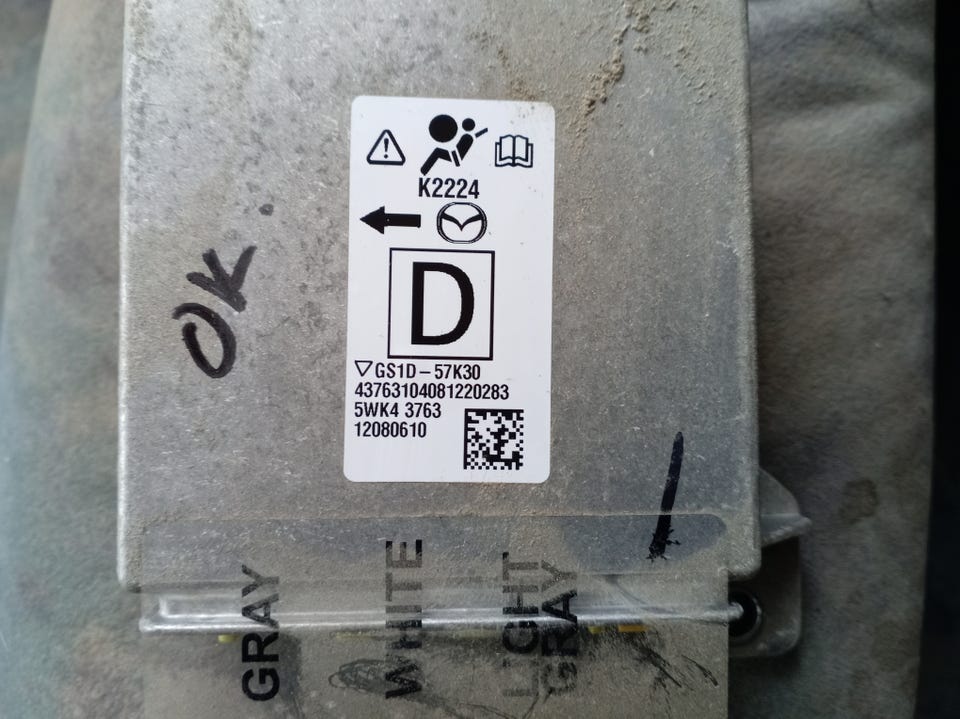 K2224
D
GS1D-57K30
43763104081220283
5WK4 3763
12080610
OK
GRAY
WHITE
LIGHT
GRAY